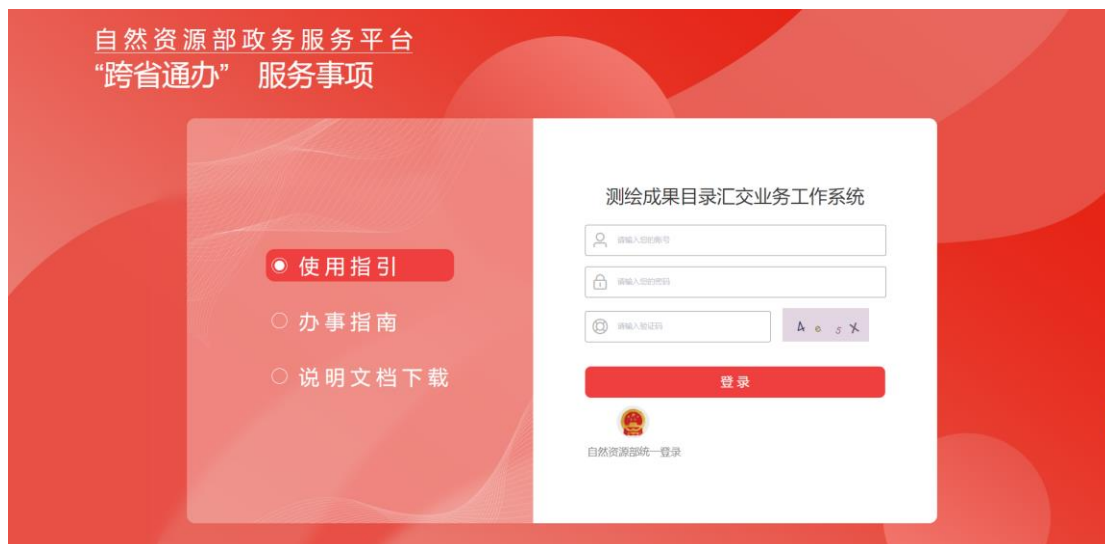 自然资源部政务服务平台
“跨省通办” 服务事项
使用指引
办事指南
说明文档下载
测绘成果目录汇交业务工作系统
请输入您的账号
请输入您的密码
请输入验证码
4 e s X
登录
自然资源部统一登录